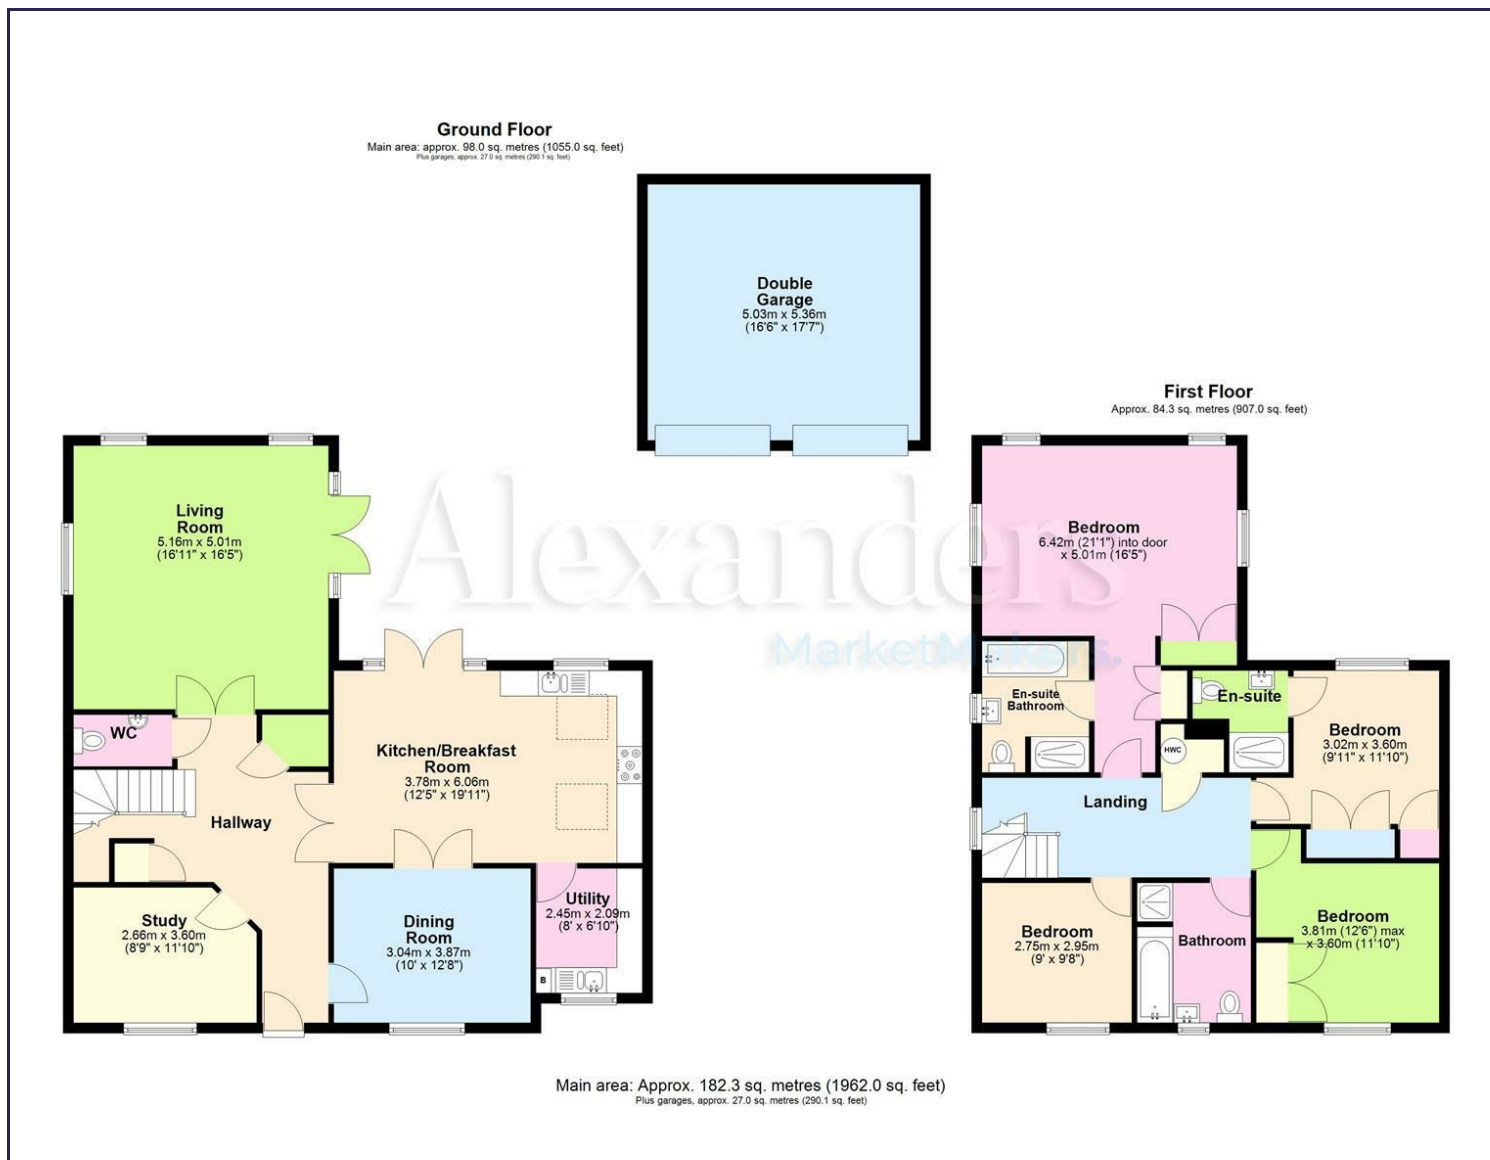 Ground Floor
Main area: approx. 98.0 sq. metres (1055.0 sq. feet)
Plus garages, approx. 27.0 sq. metres (290.1 sq. feet)
Double
Garage
5.03m x 5.36m
(16'6" x 17'7")
First Floor
Approx. 84.3 sq. metres (907.0 sq. feet)
Living
Room
5.16m x 5.01m
(16'11" x 16'5")
Alexanders
MarketMakers.
Bedroom
6.42m (21'1") into door
x 5.01m (16'5")
WC
Kitchen/Breakfast
Room
3.78m x 6.06m
(12'5" x 19'11")
En-suite
Bathroom
En-suite
HWC
Bedroom
3.02m x 3.60m
(9'11" x 11'10")
Hallway
Landing
Study
2.66m x 3.60m
(8'9" x 11'10")
Dining
Room
3.04m x 3.87m
(10' x 12'8")
Utility
2.45m x 2.09m
(8' x 6'10")
B
Bedroom
2.75m x 2.95m
(9' x 9'8")
Bathroom
Bedroom
3.81m (12'6") max
x 3.60m (11'10")
Main area: Approx. 182.3 sq. metres (1962.0 sq. feet)
Plus garages, approx. 27.0 sq. metres (290.1 sq. feet)